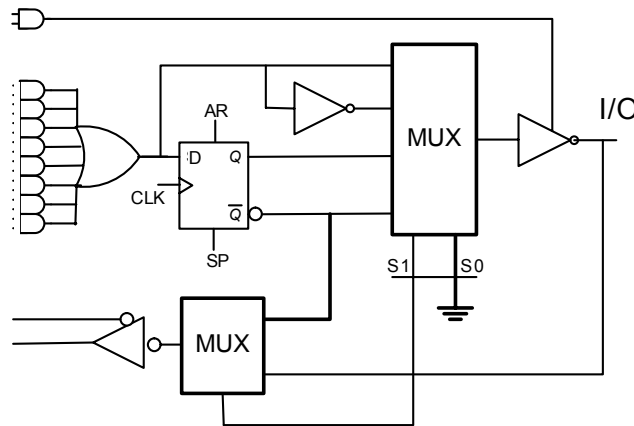 I/O
AR
MUX
D Q
CLK
Q
SP
S1 S0
MUX